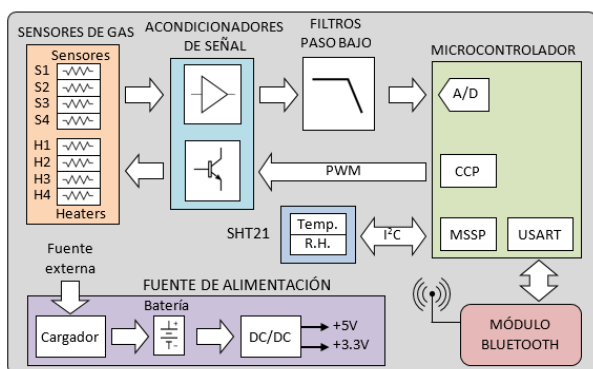 SENSORES DE GAS
ACONDICIONADORES
DE SEÑAL
FILTROS
PASO BAJO
MICROCONTROLADOR
Sensores
S1
S2
S3
S4
H1
H2
H3
H4
Heaters
A/D
PWM
CCP
SHT21
Temp.
R.H.
I²C
MSSP
USART
Fuente
externa
FUENTE DE ALIMENTACIÓN
Batería
Cargador
+
T-
DC/DC
+5V
+3.3V
MÓDULO
BLUETOOTH